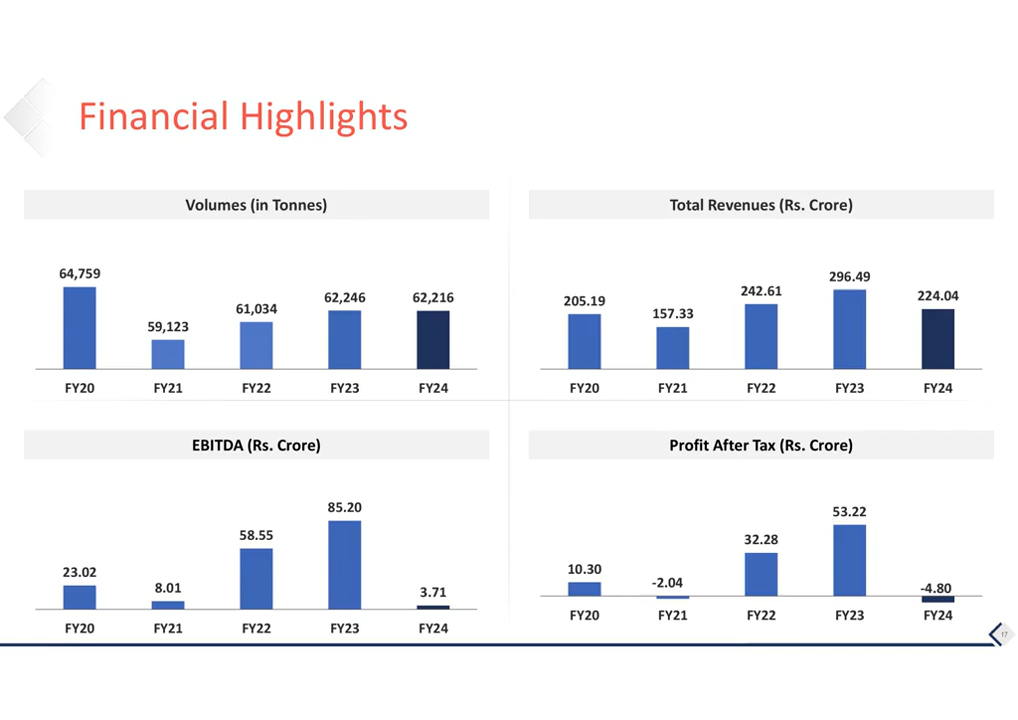 Financial Highlights
Volumes (in Tonnes)
64,759
59,123
61,034
62,246
62,216
FY20 FY21 FY22 FY23 FY24
Total Revenues (Rs. Crore)
205.19
157.33
242.61
296.49
224.04
FY20 FY21 FY22 FY23 FY24
EBITDA (Rs. Crore)
23.02
8.01
58.55
85.20
3.71
FY20 FY21 FY22 FY23 FY24
Profit After Tax (Rs. Crore)
10.30
-2.04
32.28
53.22
-4.80
FY20 FY21 FY22 FY23 FY24
17